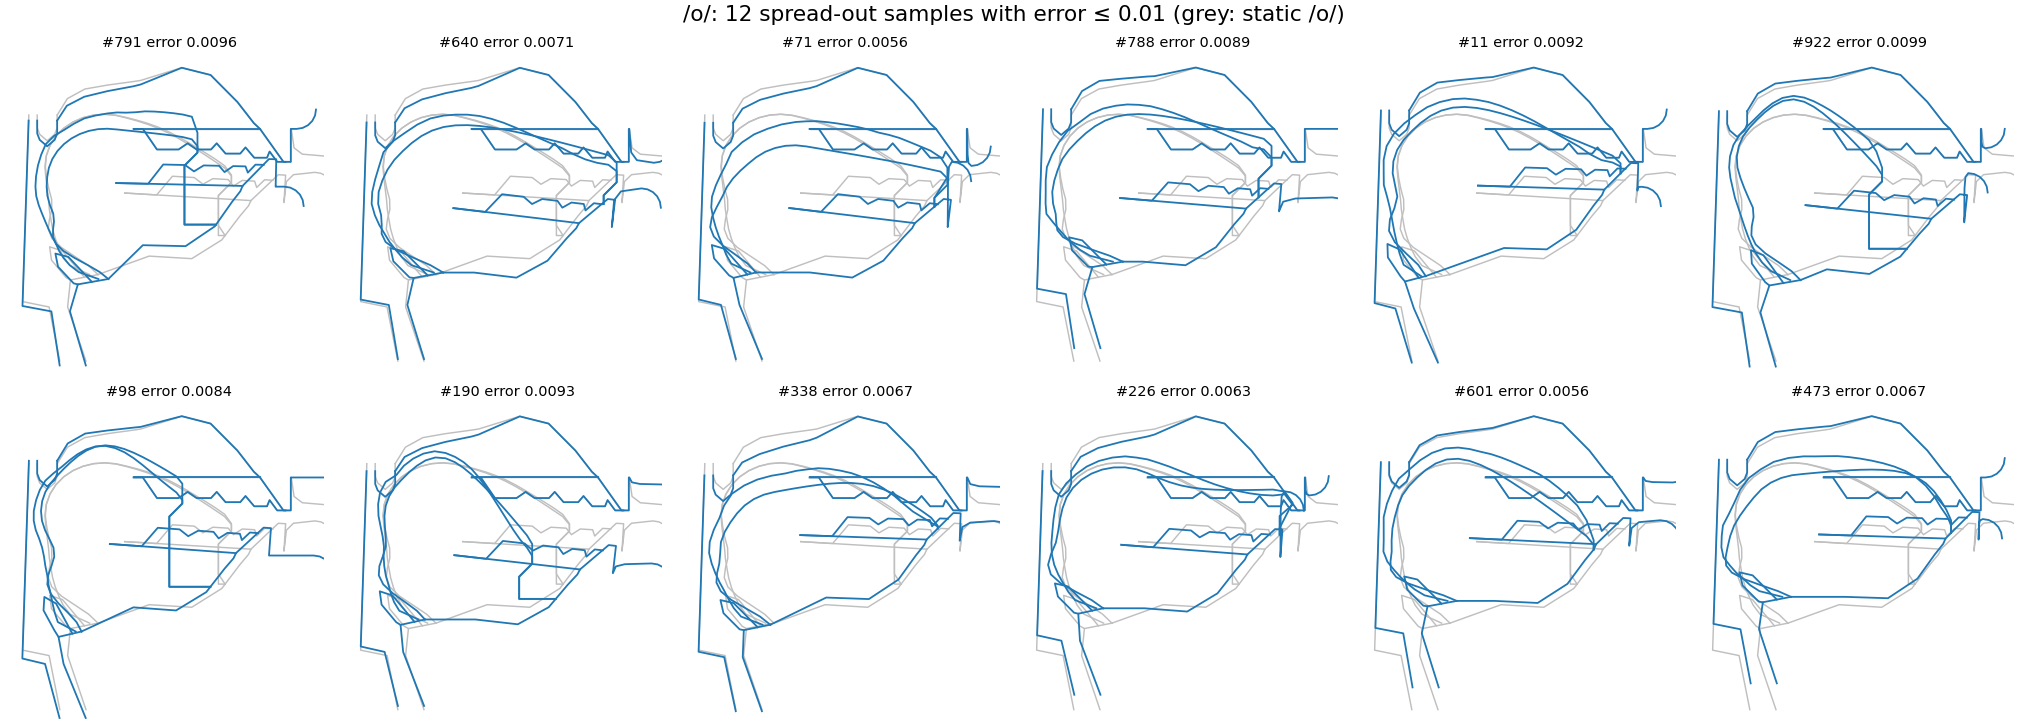 /o/: 12 spread-out samples with error ≤ 0.01 (grey: static /o/)
#791 error 0.0096
#640 error 0.0071
#71 error 0.0056
#788 error 0.0089
#11 error 0.0092
#922 error 0.0099
#98 error 0.0084
#190 error 0.0093
#338 error 0.0067
#226 error 0.0063
#601 error 0.0056
#473 error 0.0067